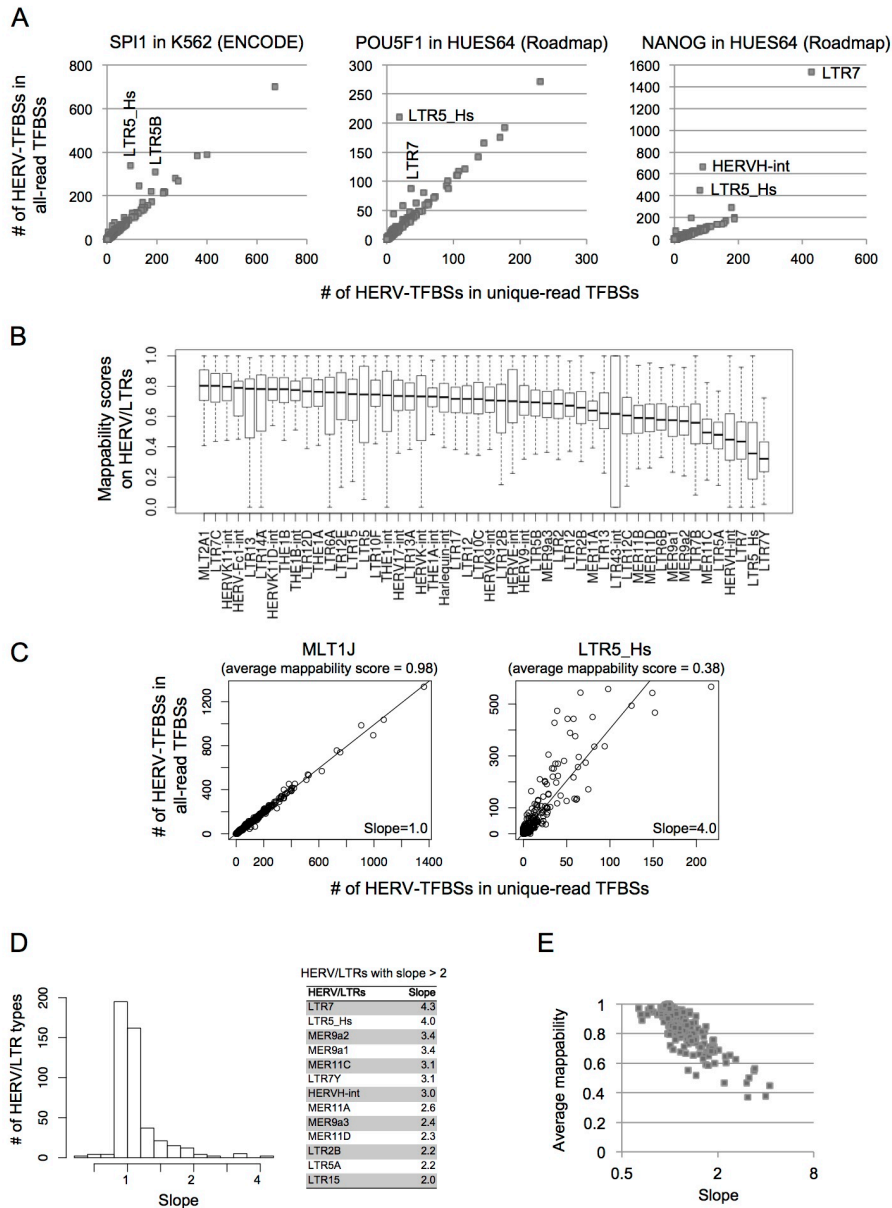 A
SPI1 in K562 (ENCODE)
POU5F1 in HUES64 (Roadmap)
NANOG in HUES64 (Roadmap)
# of HERV-TFBSs in
all-read TFBSs
800
600
400
200
0
0 200 400 600 800
LTR5_Hs
LTR5B
300
250
200
150
100
50
0
0 100 200 300
LTR5_Hs
LTR7
1600
1400
1200
1000
800
600
400
200
0
0 200 400 600
LTR7
HERVH-int
LTR5_Hs
# of HERV-TFBSs in unique-read TFBSs
B
Mappability scores
on HERV/LTRs
1.0
0.8
0.6
0.4
0.2
0.0
MLT2A1
LTR7C
HERVK11-int
HERV-Fc1-int
LTR13_
LTR14A
HERVK11D-int
THE1B
THE1B-int
LTR12D
THE1A
LTR6A
LTR12E
LTR15
LTR5
LTR10F
THE1-int
HERV17-int
LTR13A
HERVK-int
THE1A-int
Harlequin-int
LTR17
LTR12_
LTR10C
HERVK9-int
LTR12B
HERVE-int
HERV9-int
LTR5B
MER9a3
LTR2
LTR12
LTR2B
MER11A
LTR13
LTR43-int
LTR12C
MER11B
MER11D
LTR6B
MER9a1
MER9a2
LTR7B
MER11C
LTR5A
HERVH-int
LTR7
LTR5_Hs
LTR7Y
C
MLT1J
(average mappability score = 0.98)
LTR5_Hs
(average mappability score = 0.38)
# of HERV-TFBSs in
all-read TFBSs
1200
800
400
0
0 200 600 1000 1400
Slope=1.0
500
300
100
0
0 50 100 150 200
Slope=4.0
# of HERV-TFBSs in unique-read TFBSs
D
# of HERV/LTR types
200
150
100
50
0
1 2 4
Slope
HERV/LTRs with slope > 2
HERV/LTRs Slope
LTR7 4.3
LTR5_Hs 4.0
MER9a2 3.4
MER9a1 3.4
MER11C 3.1
LTR7Y 3.1
HERVH-int 3.0
MER11A 2.6
MER9a3 2.4
MER11D 2.3
LTR2B 2.2
LTR5A 2.2
LTR15 2.0
E
Average mappability
1
0.8
0.6
0.4
0.2
0
0.5 2 8
Slope